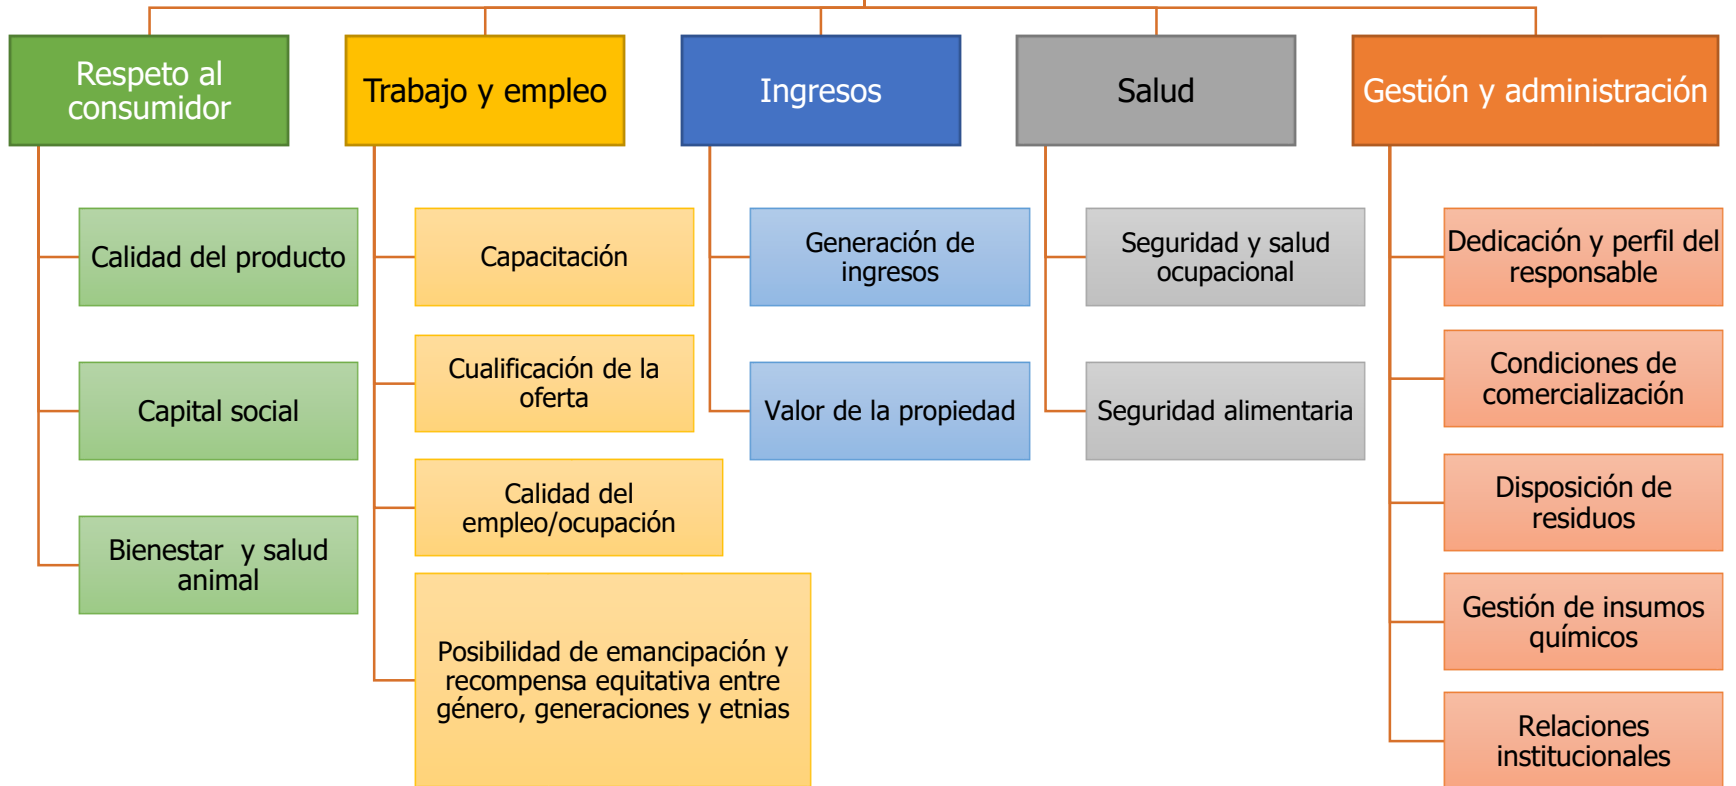 Respeto al
consumidor
Trabajo y empleo
Ingresos
Salud
Gestión y administración
Calidad del producto
Capital social
Bienestar  y salud
animal
Capacitación
Cualificación de la
oferta
Calidad del
empleo/ocupación
Posibilidad de emancipación y
recompensa equitativa entre
género, generaciones y etnias
Generación de
ingresos
Valor de la propiedad
Seguridad y salud
ocupacional
Seguridad alimentaria
Dedicación y perfil del
responsable
Condiciones de
comercialización
Disposición de
residuos
Gestión de insumos
químicos
Relaciones
institucionales